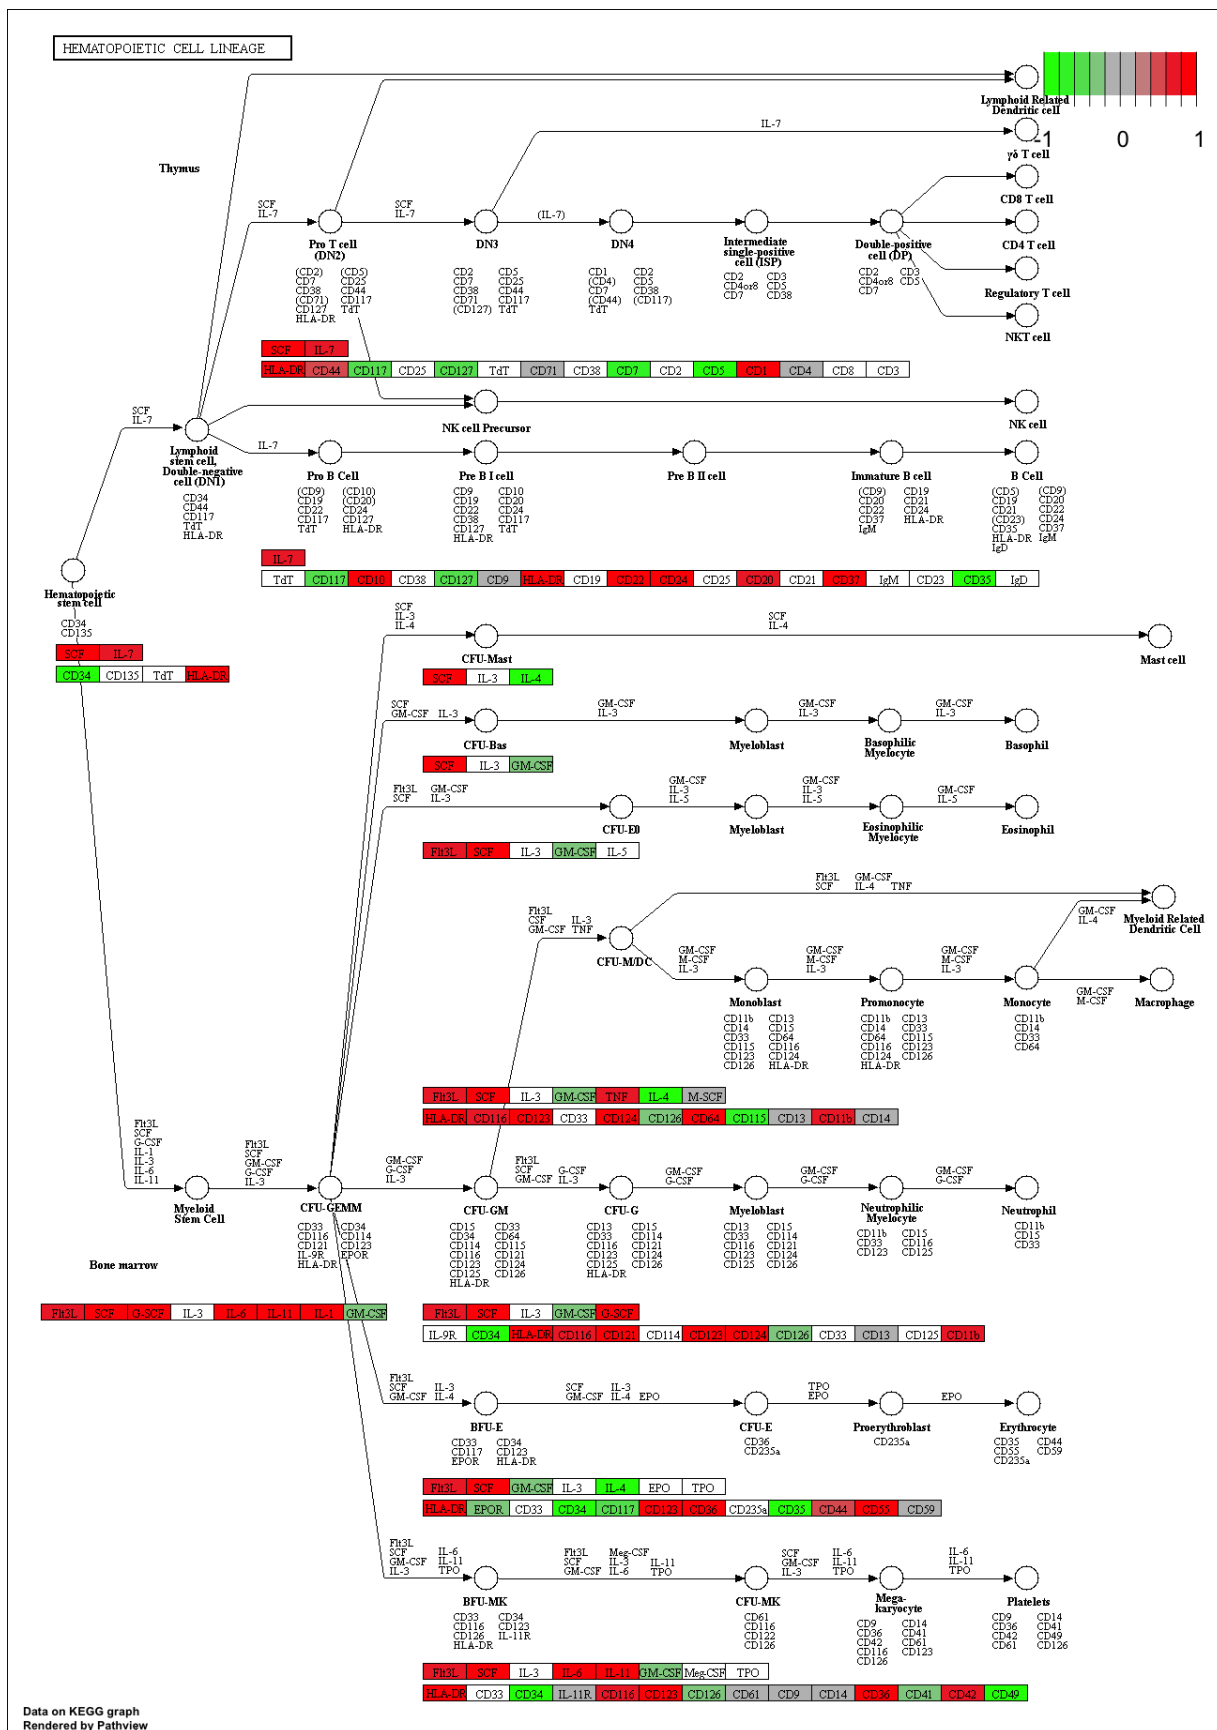 HEMATOPOIETIC CELL LINEAGE
-1 0 1
Lymphoid Related
Dendritic cell
IL-7
γδ T cell
Thymus
CD8 T cell
SCF
IL-7
SCF
IL-7
(IL-7)
Pro T cell
(DN2)
DN3
DN4
Intermediate
single-positive
cell (ISP)
Double-positive
cell (DP)
CD4 T cell
Regulatory T cell
NKT cell
(CD2) (CD5)
CD7 CD25
CD38 CD44
(CD71) CD117
CD127 TdT
HLA-DR
CD2 CD5
CD7 CD25
CD38 CD44
CD71 CD117
(CD127) TdT
CD1 CD2
(CD4) CD5
CD7 CD38
(CD44) (CD117)
TdT
CD2 CD3
CD4or8 CD5
CD7 CD38
CD2 CD3
CD4or8 CD5
CD7
SCF IL-7
HLA-DR CD44 CD117 CD25 CD127 TdT CD71 CD38 CD7 CD2 CD5 CD1 CD4 CD8 CD3
SCF
IL-7
NK cell Precursor
NK cell
Lymphoid
stem cell,
Double-negative
cell (DN1)
IL-7
Pro B Cell
Pre B I cell
Pre B II cell
Immature B cell
B Cell
CD34
CD44
CD117
TdT
HLA-DR
(CD9) (CD10)
CD19 (CD20)
CD22 CD24
CD117 CD127
TdT HLA-DR
CD9 CD10
CD19 CD20
CD22 CD24
CD38 CD117
CD127 TdT
HLA-DR
(CD9) CD19
CD20 CD21
CD22 CD24
CD37 HLA-DR
IgM
(CD5) (CD9)
CD19 CD20
CD21 CD22
(CD23) CD24
CD35 CD37
HLA-DR IgM
IgD
IL-7
TdT CD117 CD10 CD38 CD127 CD9 HLA-DR CD19 CD22 CD24 CD25 CD20 CD21 CD37 IgM CD23 CD35 IgD
Hematopoietic
stem cell
CD34
CD135
SCF IL-7
CD34 CD135 TdT HLA-DR
SCF
IL-3
IL-4
SCF
IL-4
CFU-Mast
Mast cell
SCF IL-3 IL-4
SCF
GM-CSF IL-3
GM-CSF
IL-3
GM-CSF
IL-3
GM-CSF
IL-3
CFU-Bas
Myeloblast
Basophilic
Myelocyte
Basophil
SCF IL-3 GM-CSF
Flt3L GM-CSF
SCF IL-3
GM-CSF
IL-3
IL-5
GM-CSF
IL-3
IL-5
GM-CSF
IL-5
CFU-E0
Myeloblast
Eosinophilic
Myelocyte
Eosinophil
Flt3L SCF IL-3 GM-CSF IL-5
Flt3L GM-CSF
SCF IL-4 TNF
Flt3L
CSF IL-3
GM-CSF TNF
CFU-M/DC
GM-CSF
IL-4
Myeloid Related
Dendritic Cell
GM-CSF
M-CSF
IL-3
GM-CSF
M-CSF
IL-3
GM-CSF
M-CSF
IL-3
GM-CSF
M-CSF
Monoblast
Promonocyte
Monocyte
Macrophage
CD11b CD13
CD14 CD15
CD33 CD64
CD115 CD116
CD123 CD124
CD126 HLA-DR
CD11b CD13
CD14 CD33
CD64 CD115
CD116 CD123
CD124 CD126
HLA-DR
CD11b
CD14
CD33
CD64
Flt3L SCF IL-3 GM-CSF TNF IL-4 M-SCF
HLA-DR CD116 CD123 CD33 CD124 CD126 CD64 CD115 CD13 CD11b CD14
Flt3L
SCF
G-CSF
IL-1
IL-3
IL-6
IL-11
Flt3L
SCF
GM-CSF
G-CSF
IL-3
GM-CSF
G-CSF
IL-3
Flt3L
SCF G-CSF
GM-CSF IL-3
GM-CSF
G-CSF
GM-CSF
G-CSF
GM-CSF
G-CSF
Myeloid
Stem Cell
CFU-GEMM
CFU-GM
CFU-G
Myeloblast
Neutrophilic
Myelocyte
Neutrophil
CD33 CD34
CD116 CD114
CD121 CD123
IL-9R EPOR
HLA-DR
CD15 CD33
CD34 CD64
CD114 CD115
CD116 CD121
CD123 CD124
CD125 CD126
HLA-DR
CD13 CD15
CD33 CD114
CD116 CD121
CD123 CD124
CD125 CD126
HLA-DR
CD13 CD15
CD33 CD114
CD116 CD121
CD123 CD124
CD125 CD126
CD11b CD15
CD33 CD116
CD123 CD125
CD11b
CD15
CD33
Bone marrow
Flt3L SCF G-SCF IL-3 IL-6 IL-11 IL-1 GM-CSF
Flt3L SCF IL-3 GM-CSF G-SCF
IL-9R CD34 HLA-DR CD116 CD121 CD114 CD123 CD124 CD126 CD33 CD13 CD125 CD11b
Flt3L
SCF IL-3
GM-CSF IL-4
SCF IL-3
GM-CSF IL-4 EPO
TPO
EPO
EPO
BFU-E
CFU-E
Proerythroblast
Erythrocyte
CD33 CD34
CD117 CD123
EPOR HLA-DR
CD36
CD235a
CD235a
CD35 CD44
CD55 CD59
CD235a
Flt3L SCF GM-CSF IL-3 IL-4 EPO TPO
HLA-DR EPOR CD33 CD34 CD117 CD123 CD36 CD235a CD35 CD44 CD55 CD59
Flt3L
SCF IL-6
GM-CSF IL-11
IL-3 TPO
Flt3L Meg-CSF
SCF IL-3 IL-11
GM-CSF IL-6 TPO
SCF IL-6
GM-CSF IL-11
IL-3 TPO
IL-6
IL-11
TPO
BFU-MK
CFU-MK
Mega-
karyocyte
Platelets
CD33 CD34
CD116 CD123
CD126 IL-11R
HLA-DR
CD61
CD116
CD122
CD126
CD9 CD14
CD36 CD41
CD42 CD61
CD116 CD123
CD126
CD9 CD14
CD36 CD41
CD42 CD49
CD61 CD126
Flt3L SCF IL-3 IL-6 IL-11 GM-CSF Meg-CSF TPO
HLA-DR CD33 CD34 IL-11R CD116 CD123 CD126 CD61 CD9 CD14 CD36 CD41 CD42 CD49
Data on KEGG graph
Rendered by Pathview